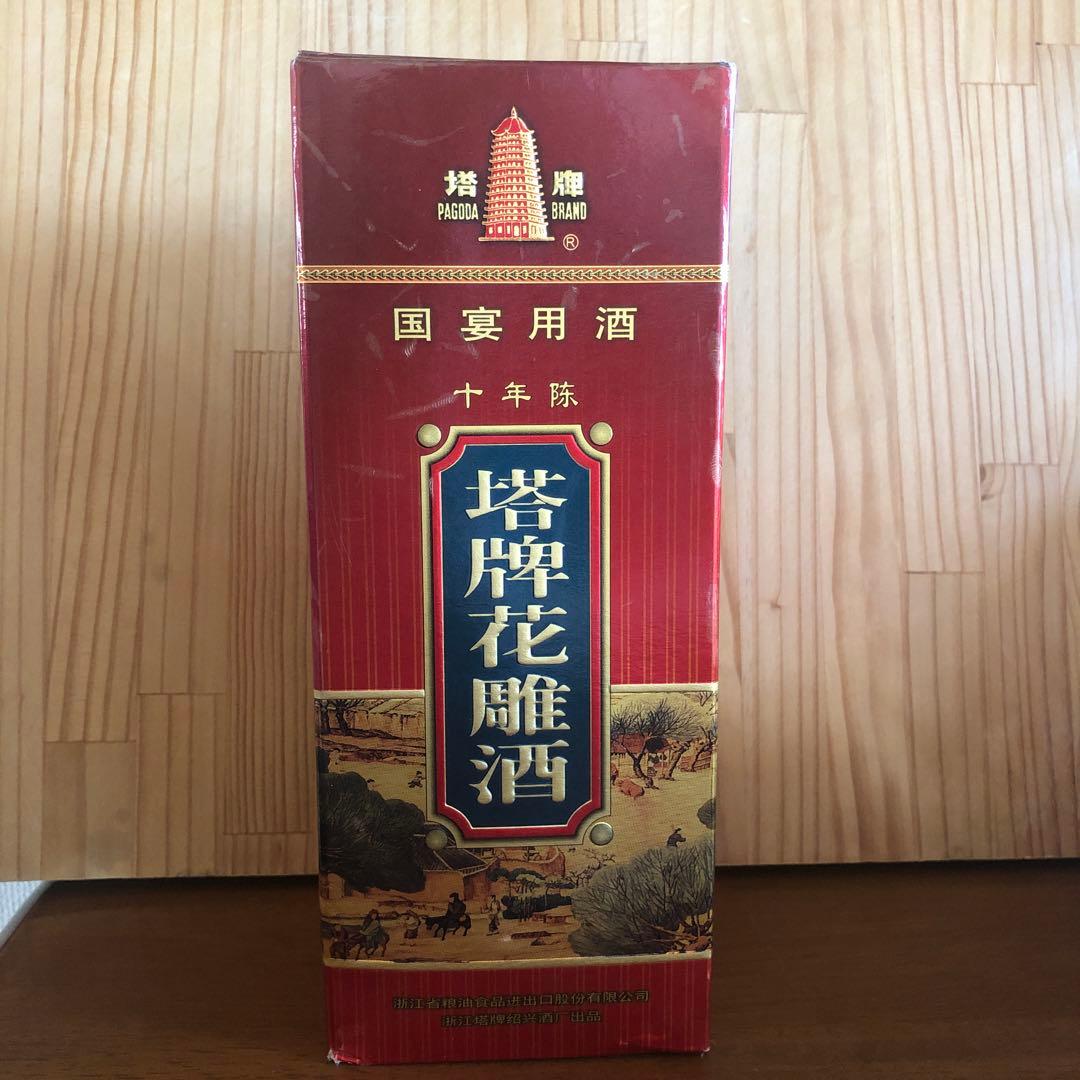 塔牌
PAGODA BRAND
®
国宴用酒
十年陈
塔牌花雕酒
浙江省粮油食品进出口股份有限公司
浙江塔牌绍兴酒厂出品